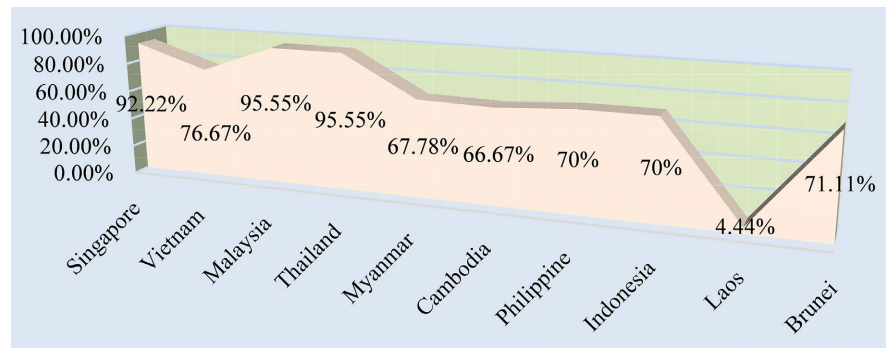 100.00%
80.00%
60.00%
40.00%
20.00%
0.00%
92.22%
76.67%
95.55%
95.55%
67.78%
66.67%
70%
70%
4.44%
71.11%
Singapore
Vietnam
Malaysia
Thailand
Myanmar
Cambodia
Philippine
Indonesia
Laos
Brunei